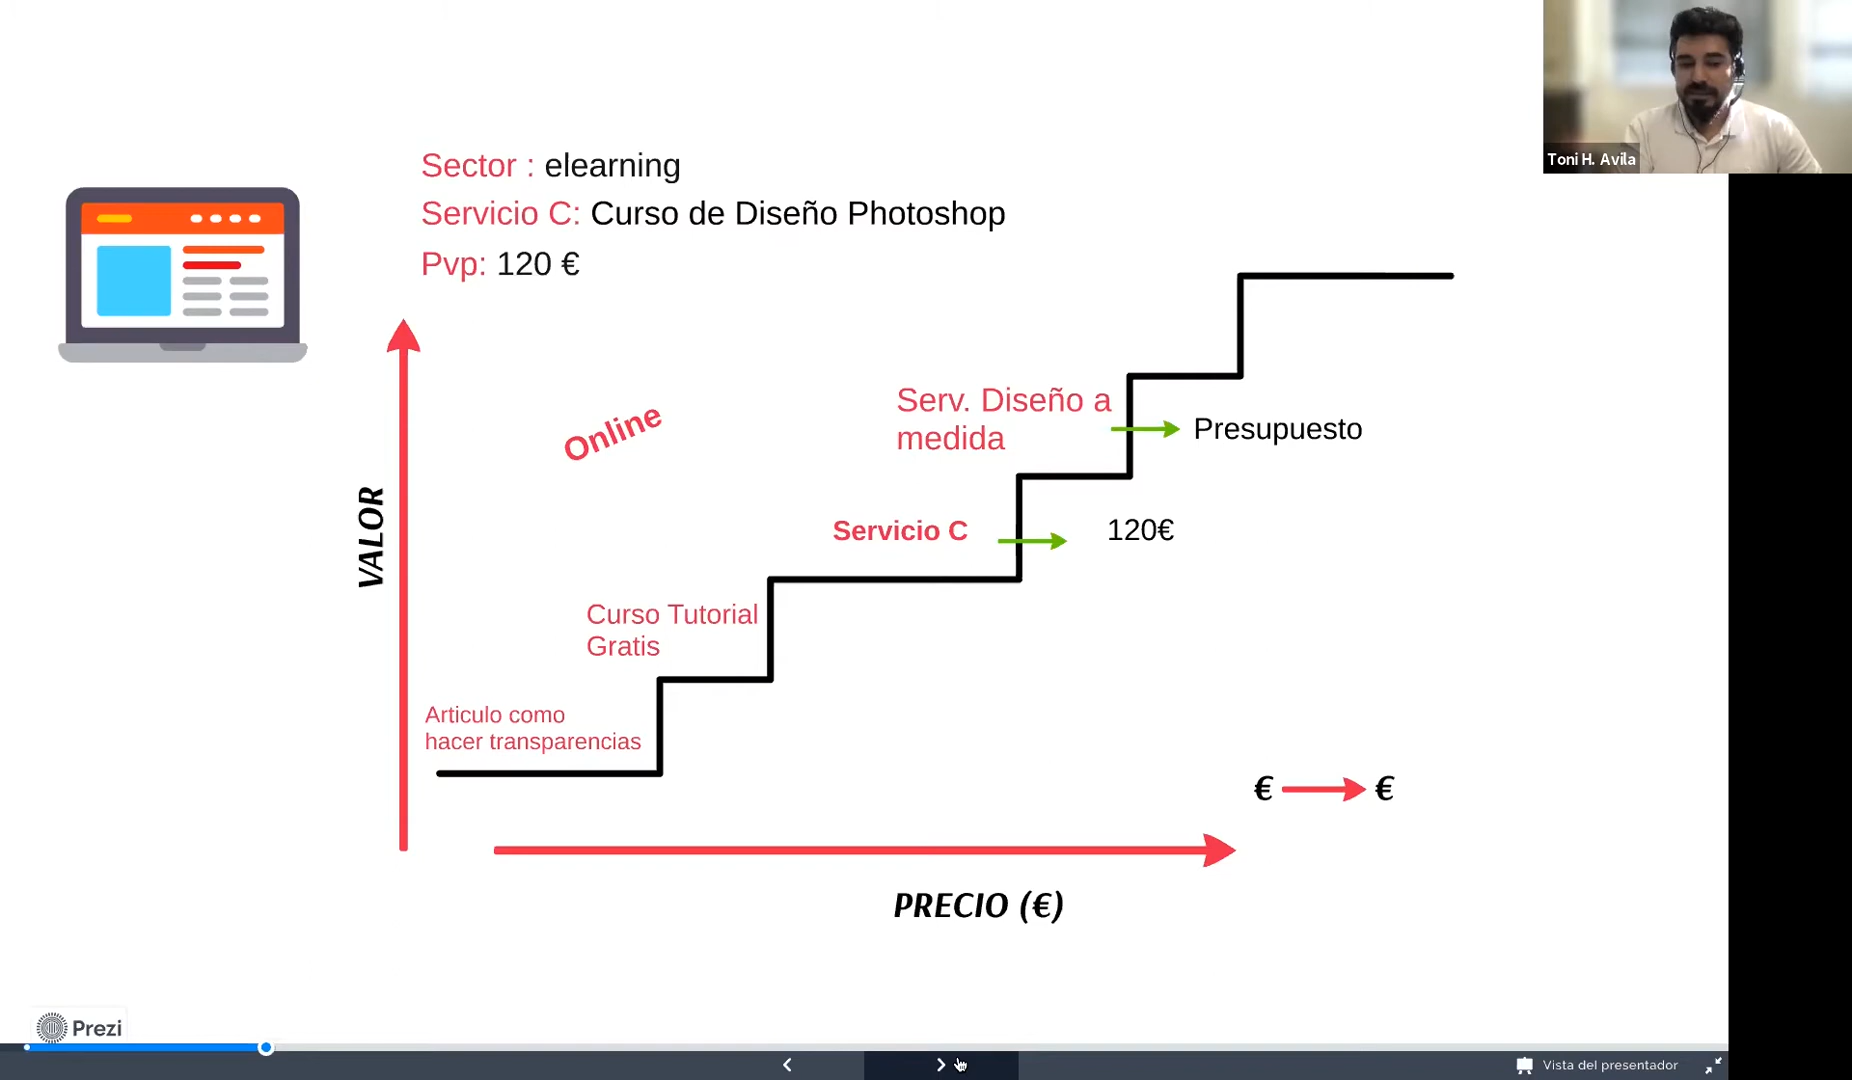 Toni H. Avila
Sector : elearning
Servicio C: Curso de Diseño Photoshop
Pvp: 120 €
Online
Serv. Diseño a
medida
Presupuesto
VALOR
Servicio C
120€
Curso Tutorial
Gratis
Articulo como
hacer transparencias
€ €
PRECIO (€)
Prezi
Vista del presentador